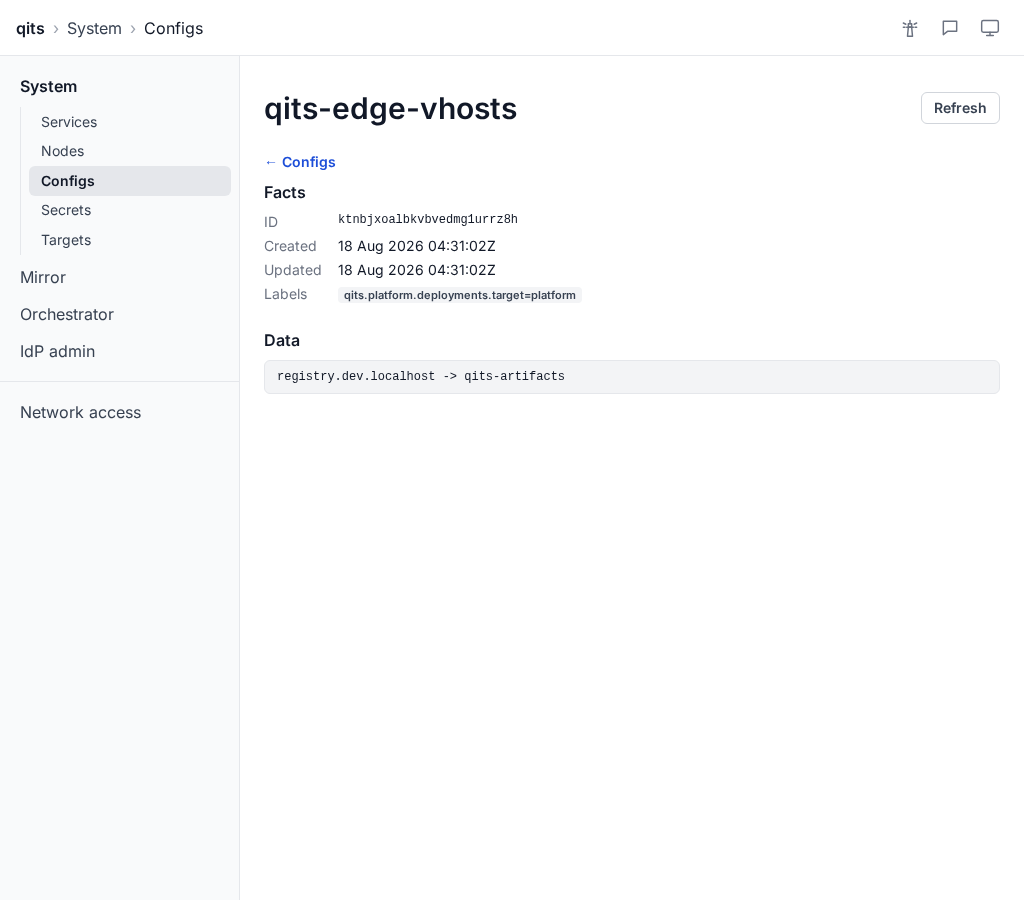 qits › System › Configs
System
Services
Nodes
Configs
Secrets
Targets
Mirror
Orchestrator
IdP admin
Network access
qits-edge-vhosts
Refresh
← Configs
Facts
ID ktnbjxoalbkvbvedmg1urrz8h
Created 18 Aug 2026 04:31:02Z
Updated 18 Aug 2026 04:31:02Z
Labels qits.platform.deployments.target=platform
Data
registry.dev.localhost -> qits-artifacts